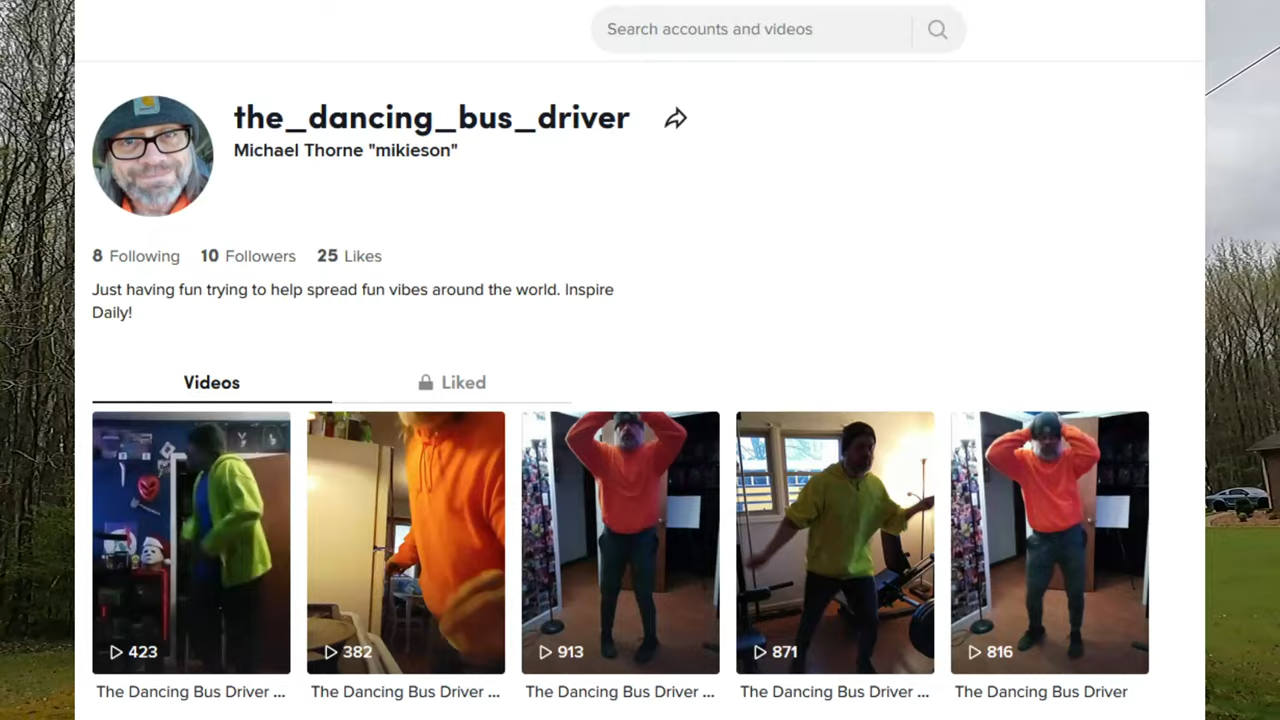 Search accounts and videos
the_dancing_bus_driver
Michael Thorne "mikieson"
8 Following 10 Followers 25 Likes
Just having fun trying to help spread fun vibes around the world. Inspire
Daily!
Videos Liked
423 382 913 871 816
The Dancing Bus Driver ... The Dancing Bus Driver ... The Dancing Bus Driver ... The Dancing Bus Driver ... The Dancing Bus Driver